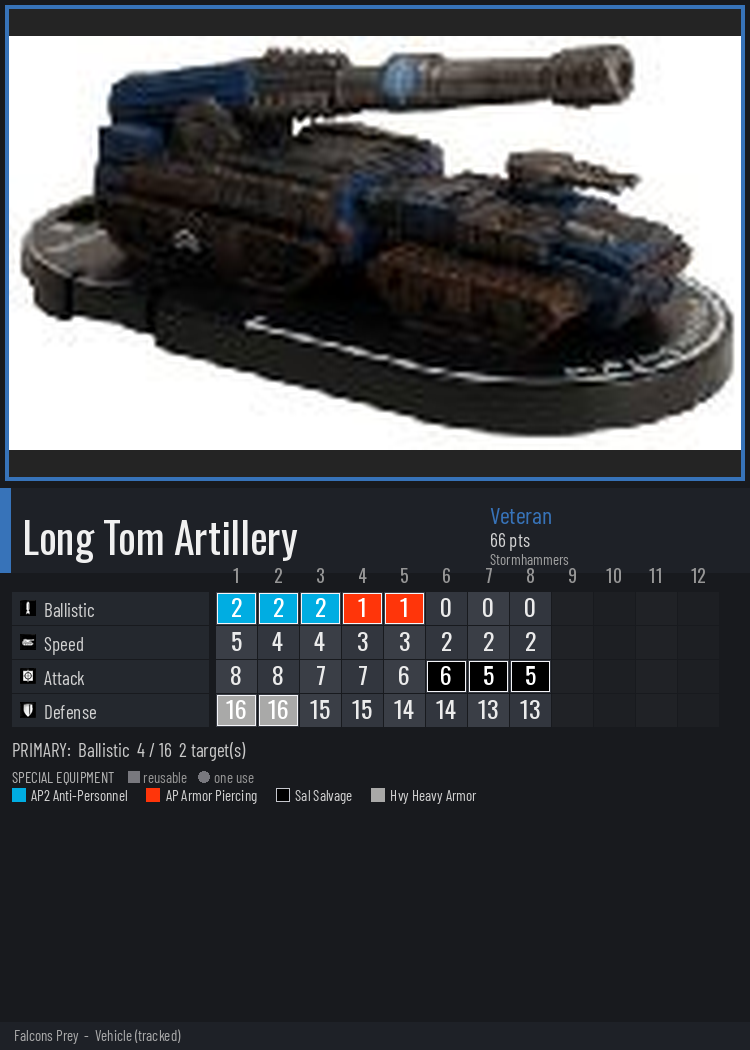 Long Tom Artillery
Veteran
66 pts
Stormhammers
1 2 3 4 5 6 7 8 9 10 11 12
Ballistic 2 2 2 1 1 0 0 0
Speed 5 4 4 3 3 2 2 2
Attack 8 8 7 7 6 6 5 5
Defense 16 16 15 15 14 14 13 13
PRIMARY: Ballistic 4 / 16 2 target(s)
SPECIAL EQUIPMENT reusable one use
AP2 Anti-Personnel AP Armor Piercing Sal Salvage Hvy Heavy Armor
Falcons Prey - Vehicle (tracked)